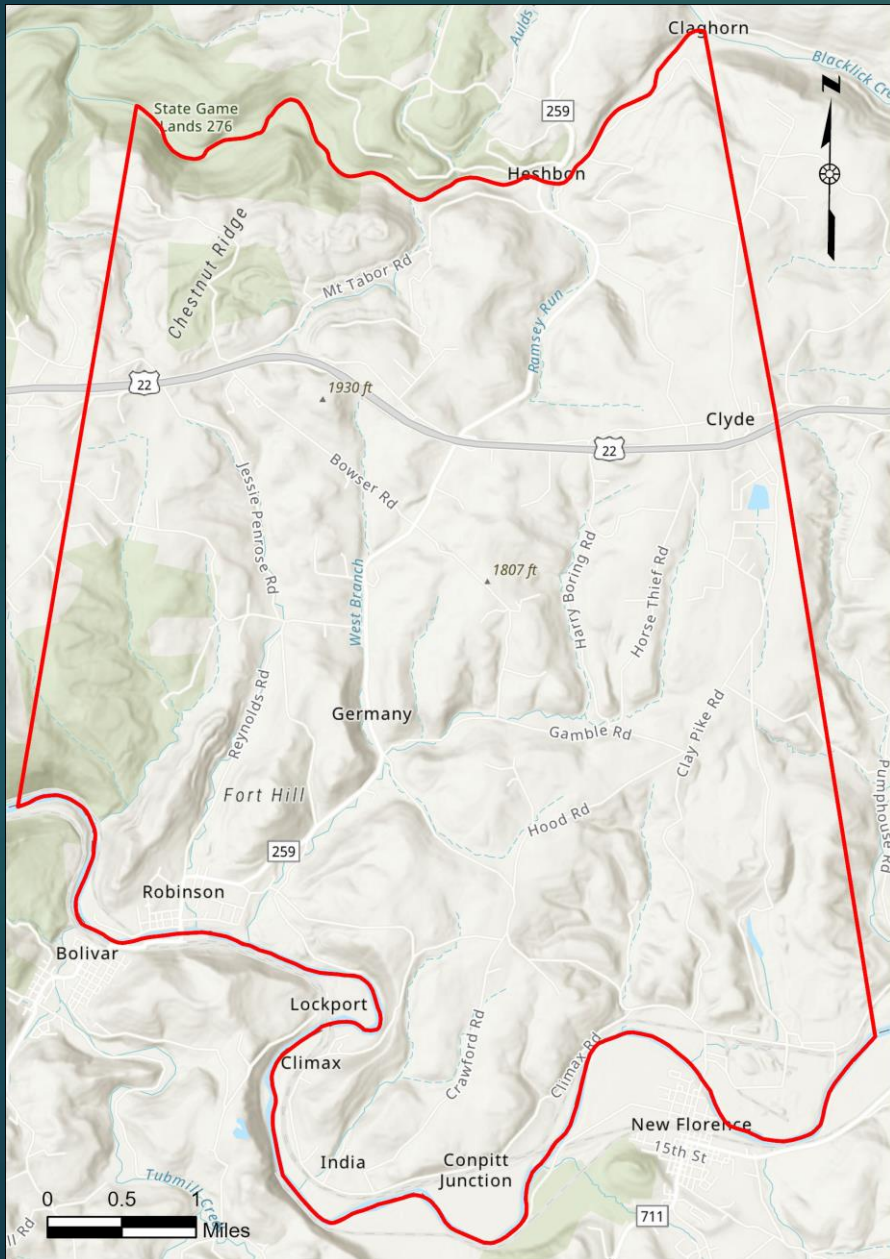 Claghorn
Aulds
Blacklick Cre
N
State Game
Lands 276
259
Heshbon
Chestnut Ridge
Mt Tabor Rd
Ramsey Run
22
1930 ft
Clyde
22
Bowser Rd
Jessie Penrose Rd
1807 ft
Harry Boring Rd
Horse Thief Rd
West Branch
Reynolds Rd
Germany
Gamble Rd
Clay Pike Rd
Pumphouse Rd
Fort Hill
Hood Rd
259
Robinson
Bolivar
Lockport
Climax
Crawford Rd
Climax Rd
New Florence
15th St
India
Conpitt
Junction
Tubmill Cree
711
ll Rd
0 0.5 1
Miles